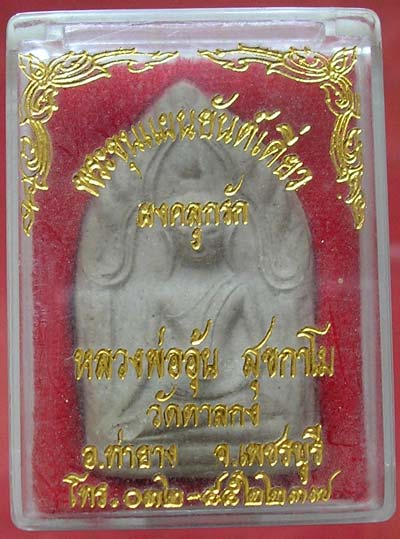 พระขุนแผนยันต์เดี่ยว
ผงคลุกรัก
หลวงพ่ออุ้น สุขกาโม
วัดตาลกง
อ.ท่ายาง จ.เพชรบุรี
โทร. ๐๓๒-๔๕๒๒๓๗